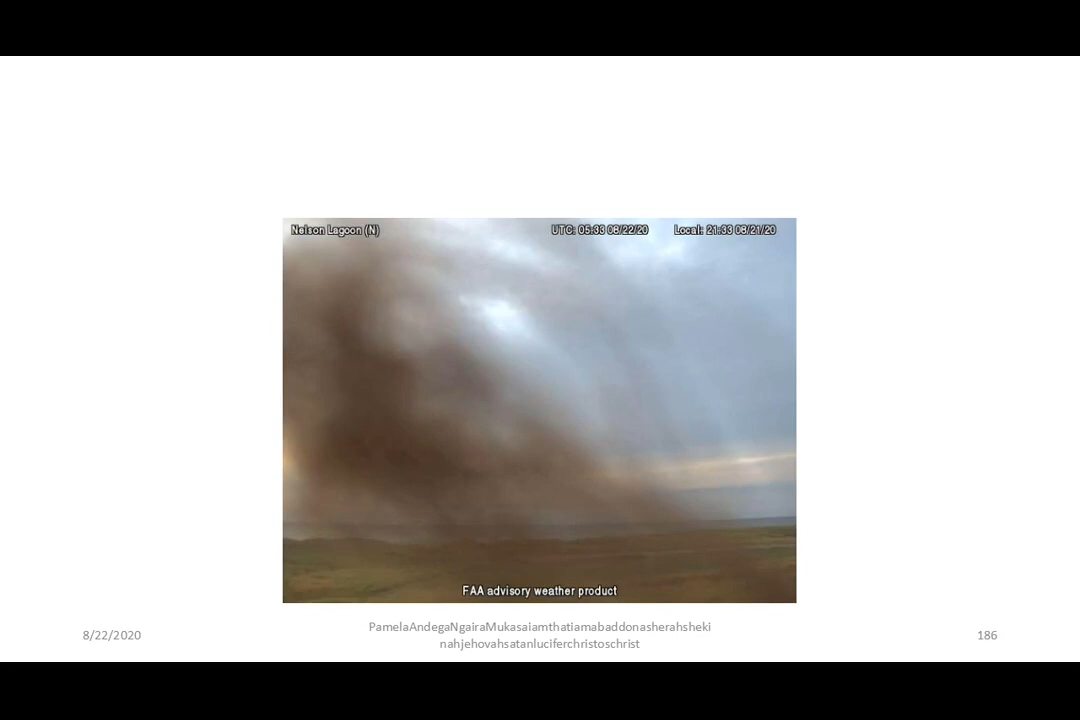 Nelson Lagoon (N) UTC: 05:33 08/22/20 Local: 21:33 08/21/20
FAA advisory weather product
8/22/2020
PamelaAndegaNgairaMukasaiamthatiamabaddonasherahsheki
nahjehovahsatanluciferchristoschrist
186